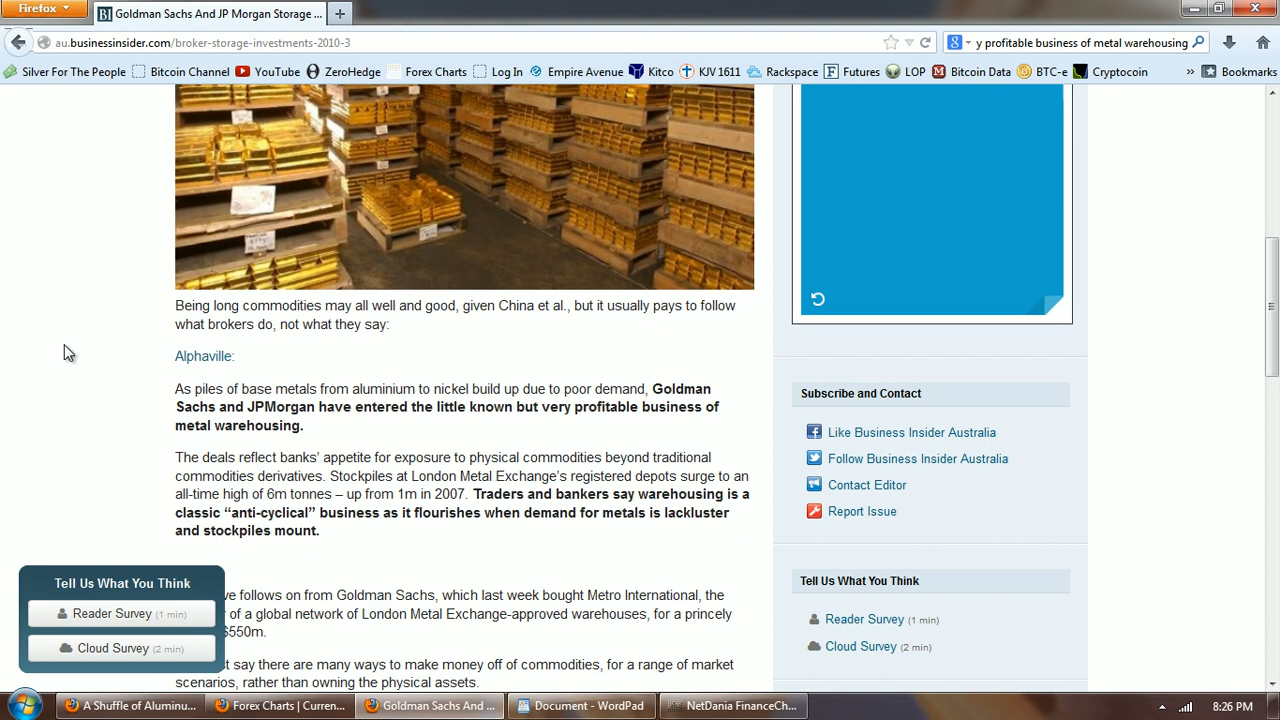 Firefox
Goldman Sachs And JP Morgan Storage ...
au.businessinsider.com/broker-storage-investments-2010-3
y profitable business of metal warehousing
Silver For The People
Bitcoin Channel
YouTube
ZeroHedge
Forex Charts
Log In
Empire Avenue
Kitco
KJV 1611
Rackspace
Futures
LOP
Bitcoin Data
BTC-e
Cryptocoin
Bookmarks
Being long commodities may all well and good, given China et al., but it usually pays to follow
what brokers do, not what they say:
Alphaville:
As piles of base metals from aluminium to nickel build up due to poor demand, Goldman
Sachs and JPMorgan have entered the little known but very profitable business of
metal warehousing.
The deals reflect banks' appetite for exposure to physical commodities beyond traditional
commodities derivatives. Stockpiles at London Metal Exchange's registered depots surge to an
all-time high of 6m tonnes – up from 1m in 2007. Traders and bankers say warehousing is a
classic “anti-cyclical” business as it flourishes when demand for metals is lackluster
and stockpiles mount.
ve follows on from Goldman Sachs, which last week bought Metro International, the
of a global network of London Metal Exchange-approved warehouses, for a princely
$550m.
t say there are many ways to make money off of commodities, for a range of market
scenarios, rather than owning the physical assets.
Tell Us What You Think
Reader Survey (1 min)
Cloud Survey (2 min)
Subscribe and Contact
Like Business Insider Australia
Follow Business Insider Australia
Contact Editor
Report Issue
Tell Us What You Think
Reader Survey (1 min)
Cloud Survey (2 min)
A Shuffle of Aluminu...
Forex Charts | Curren...
Goldman Sachs And ...
Document - WordPad
NetDania FinanceCh...
8:26 PM